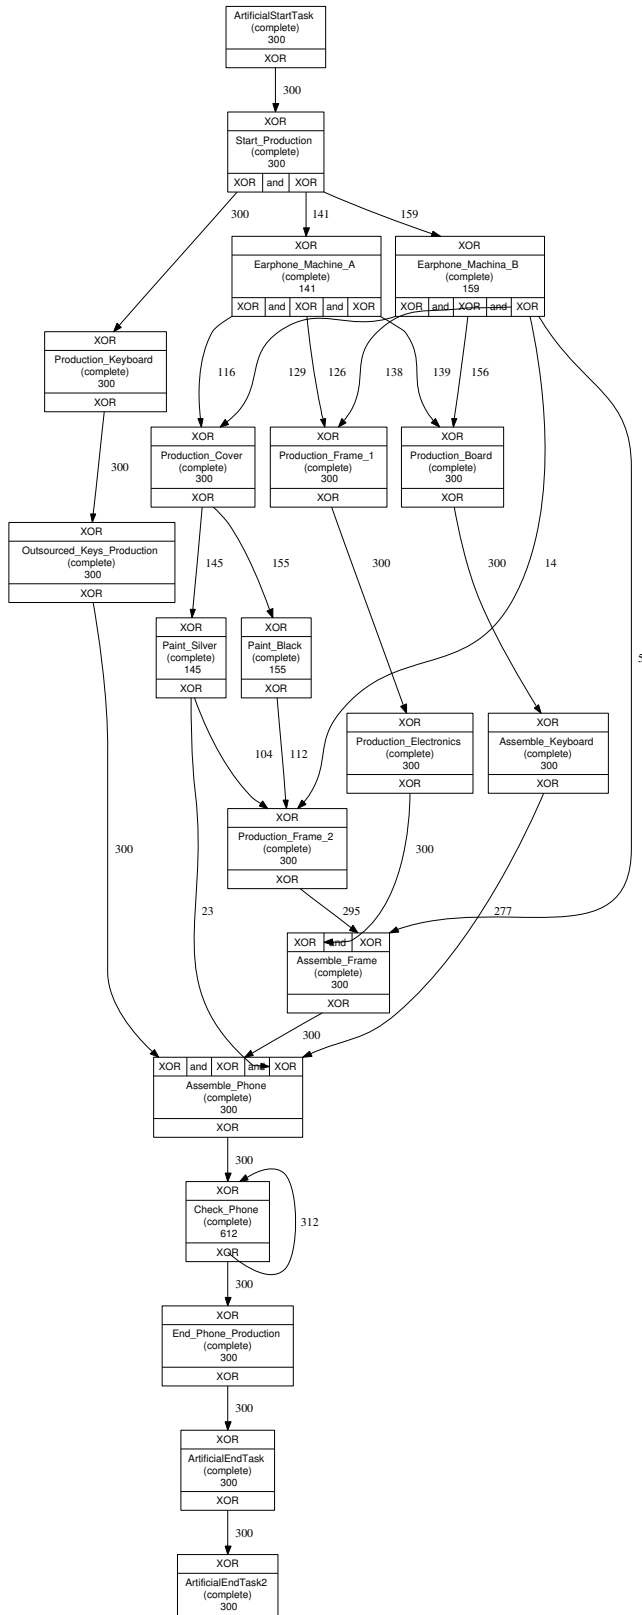 ArtificialStartTask
(complete)
300
XOR
300
XOR
Start_Production
(complete)
300
XOR and XOR
300
141
159
XOR
Earphone_Machine_A
(complete)
141
XOR and XOR and XOR
XOR
Earphone_Machina_B
(complete)
159
XOR and XOR and XOR
XOR
Production_Keyboard
(complete)
300
XOR
116
129
126
138
139
156
XOR
Production_Cover
(complete)
300
XOR
XOR
Production_Frame_1
(complete)
300
XOR
XOR
Production_Board
(complete)
300
XOR
300
XOR
Outsourced_Keys_Production
(complete)
300
XOR
145
155
300
300
14
5
XOR
Paint_Silver
(complete)
145
XOR
XOR
Paint_Black
(complete)
155
XOR
XOR
Production_Electronics
(complete)
300
XOR
XOR
Assemble_Keyboard
(complete)
300
XOR
104
112
XOR
Production_Frame_2
(complete)
300
XOR
300
300
23
295
277
XOR and XOR
Assemble_Frame
(complete)
300
XOR
300
XOR and XOR and XOR
Assemble_Phone
(complete)
300
XOR
300
XOR
Check_Phone
(complete)
612
XOR
312
300
XOR
End_Phone_Production
(complete)
300
XOR
300
XOR
ArtificialEndTask
(complete)
300
XOR
300
XOR
ArtificialEndTask2
(complete)
300